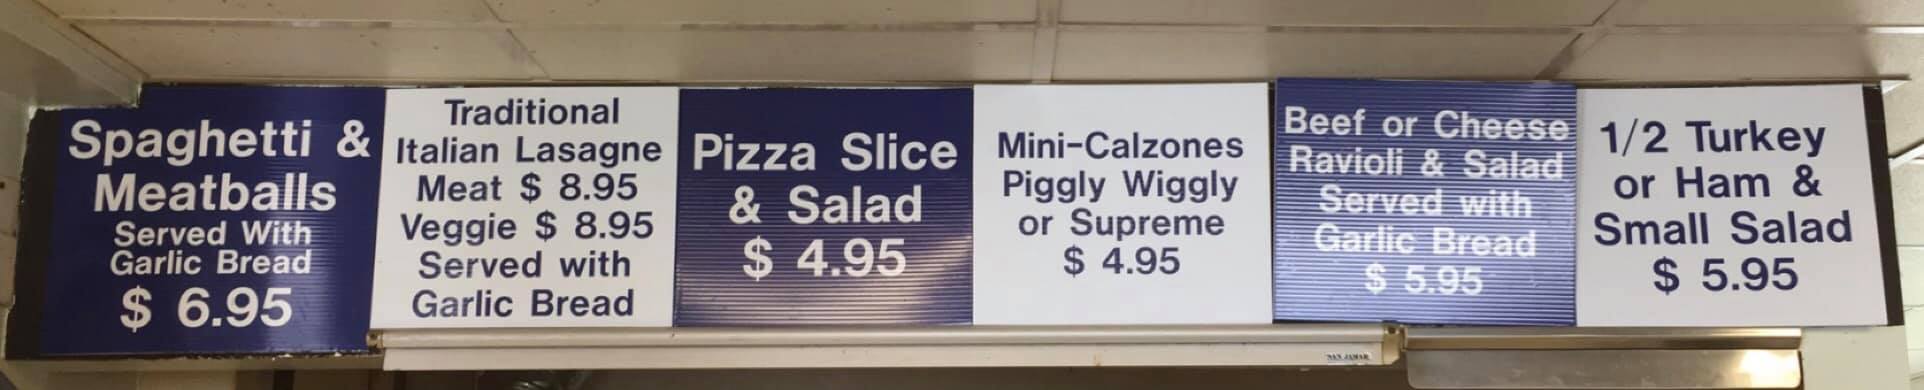 Spaghetti &
Meatballs
Served With
Garlic Bread
$ 6.95
Traditional
Italian Lasagne
Meat $ 8.95
Veggie $ 8.95
Served with
Garlic Bread
Pizza Slice
& Salad
$ 4.95
Mini-Calzones
Piggly Wiggly
or Supreme
$ 4.95
Beef or Cheese
Ravioli & Salad
Served with
Garlic Bread
$ 5.95
1/2 Turkey
or Ham &
Small Salad
$ 5.95